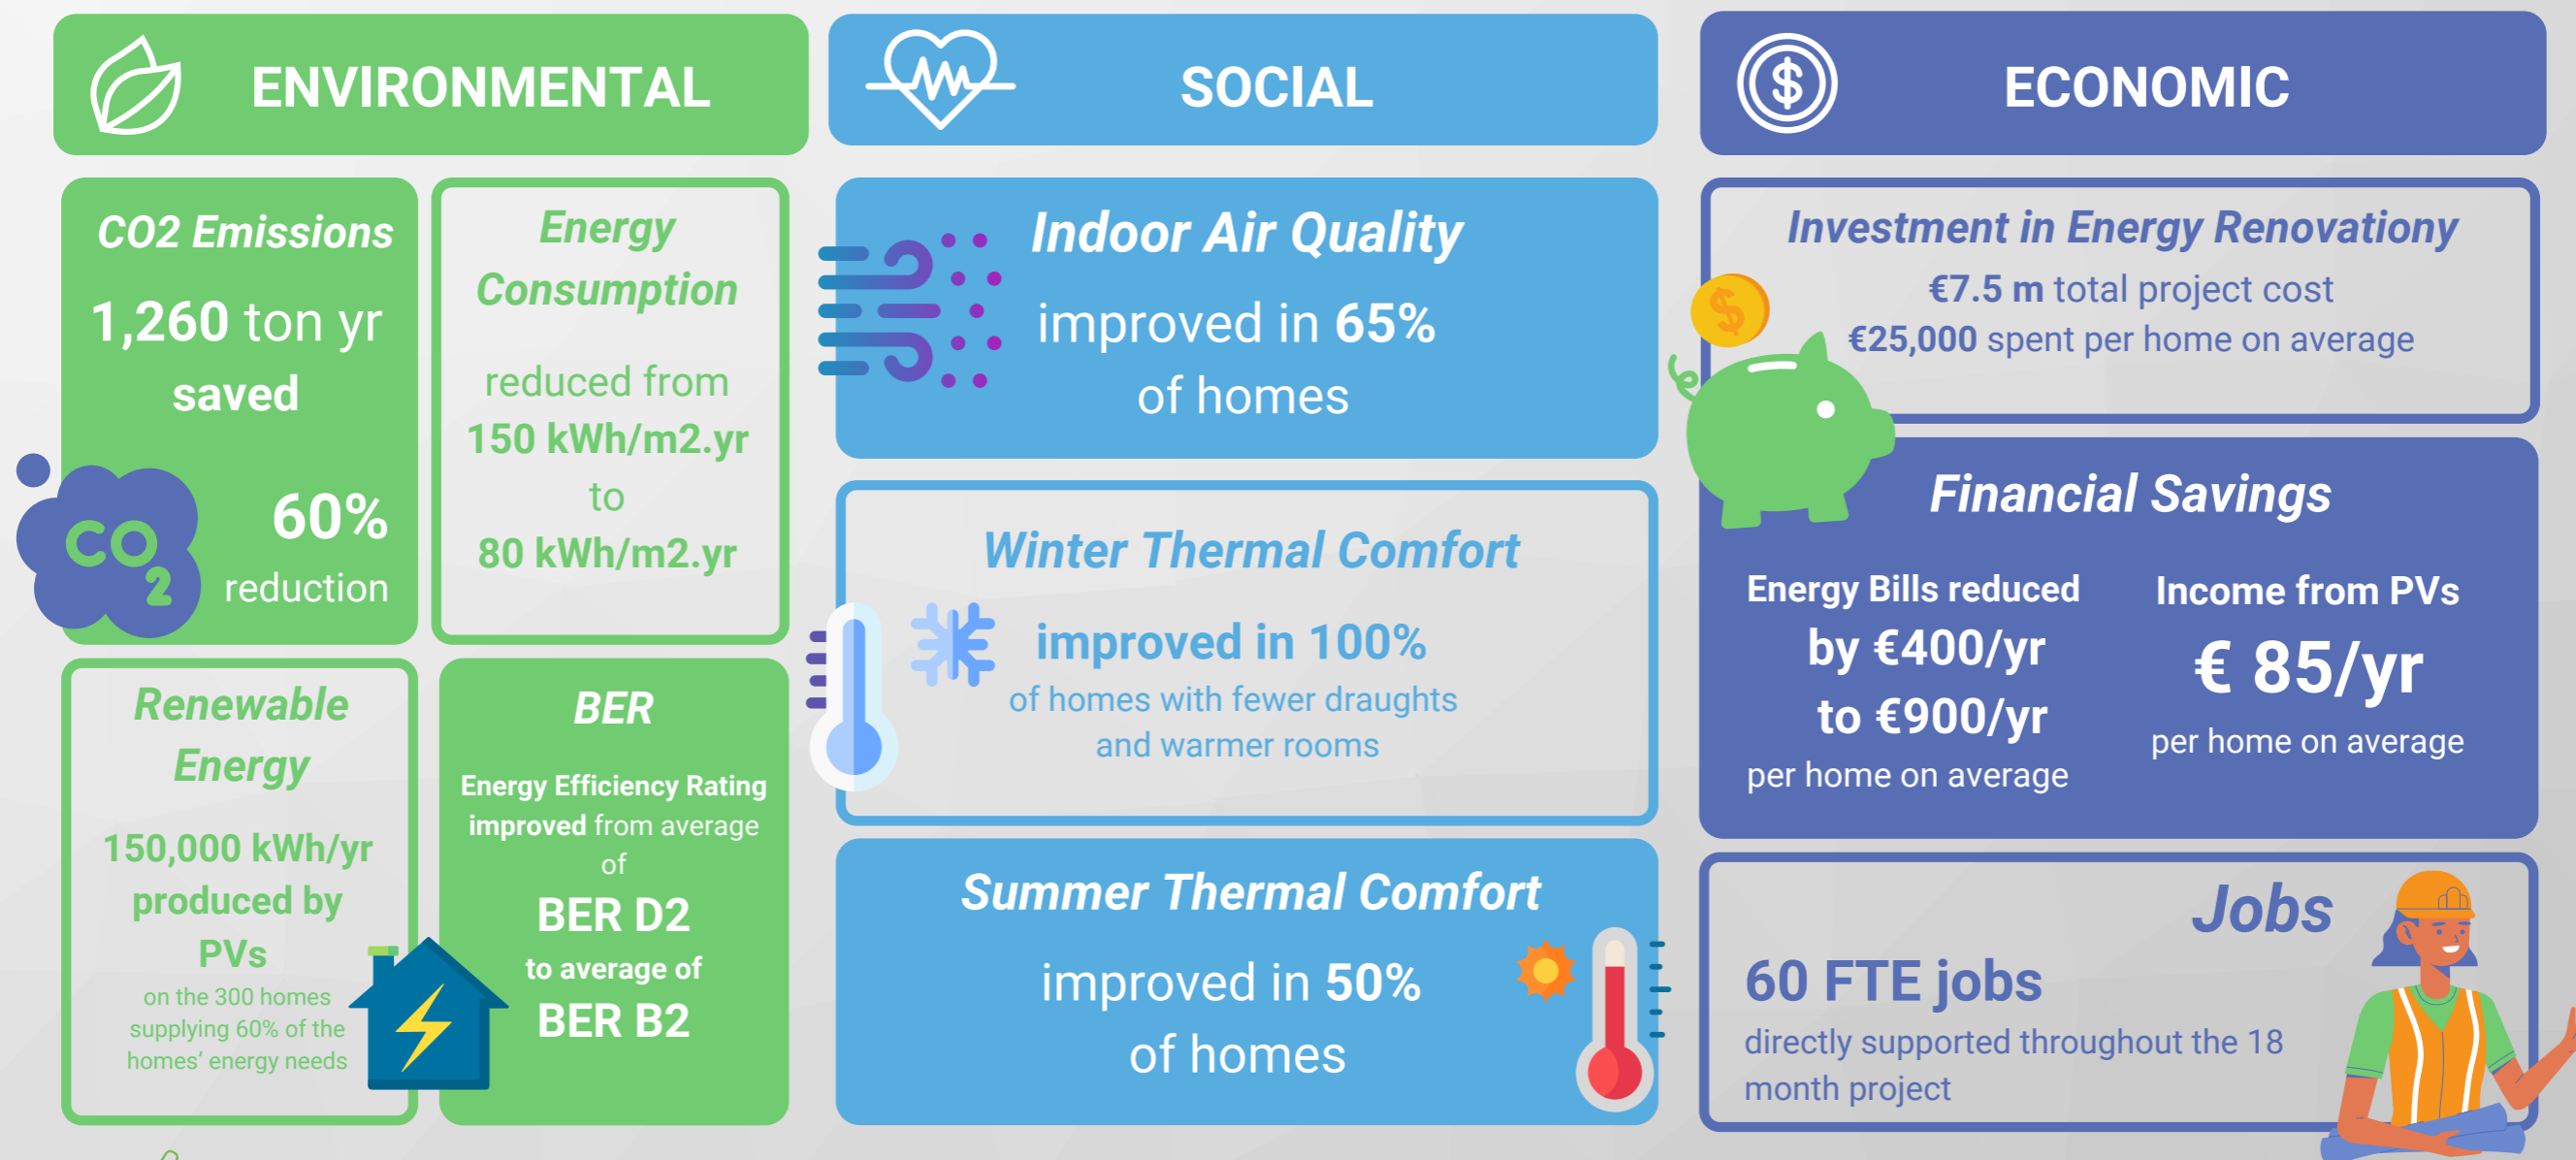 ENVIRONMENTAL
CO2 Emissions
1,260 ton yr
saved
60%
reduction
CO
2
Energy
Consumption
reduced from
150 kWh/m2.yr
to
80 kWh/m2.yr
Renewable
Energy
150,000 kWh/yr
produced by
PVs
on the 300 homes
supplying 60% of the
homes’ energy needs
BER
Energy Efficiency Rating
improved from average
of
BER D2
to average of
BER B2
SOCIAL
Indoor Air Quality
improved in 65%
of homes
Winter Thermal Comfort
improved in 100%
of homes with fewer draughts
and warmer rooms
Summer Thermal Comfort
improved in 50%
of homes
ECONOMIC
Investment in Energy Renovationy
€7.5 m total project cost
€25,000 spent per home on average
Financial Savings
Energy Bills reduced
by €400/yr
to €900/yr
per home on average
Income from PVs
€ 85/yr
per home on average
Jobs
60 FTE jobs
directly supported throughout the 18
month project